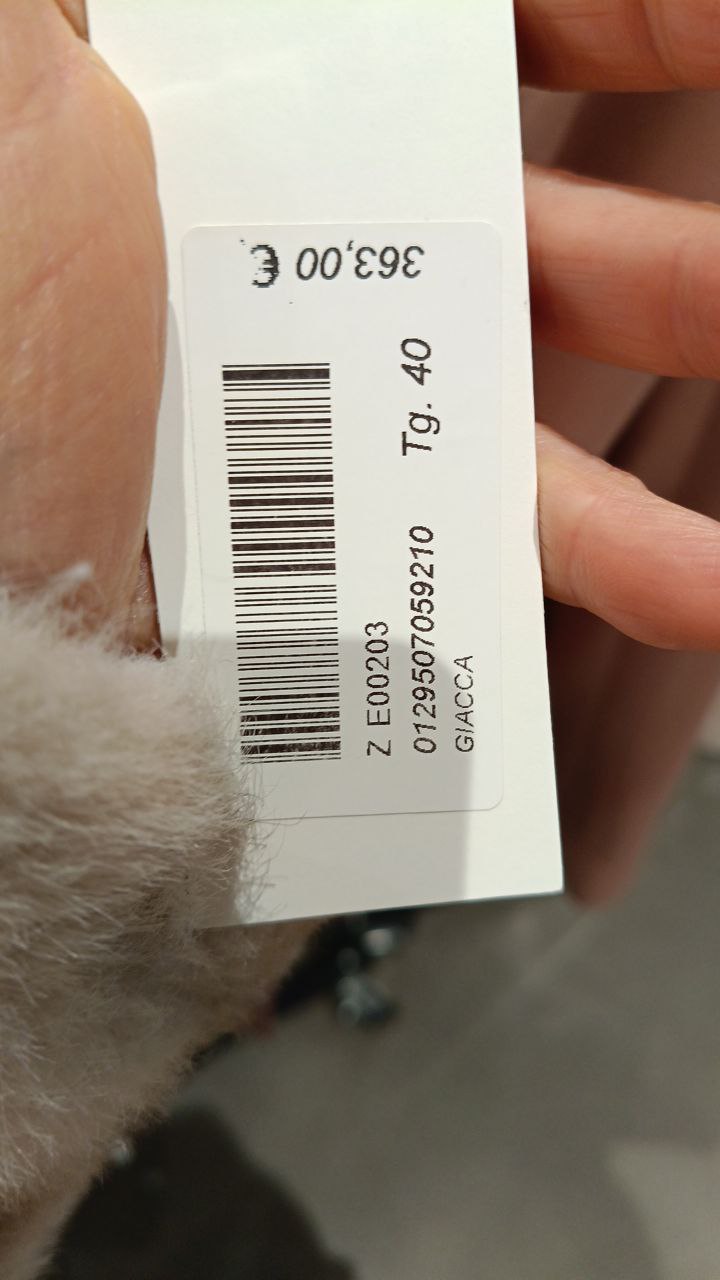 363,00 €
Tg. 40
Z E00203
0129507059210
GIACCA